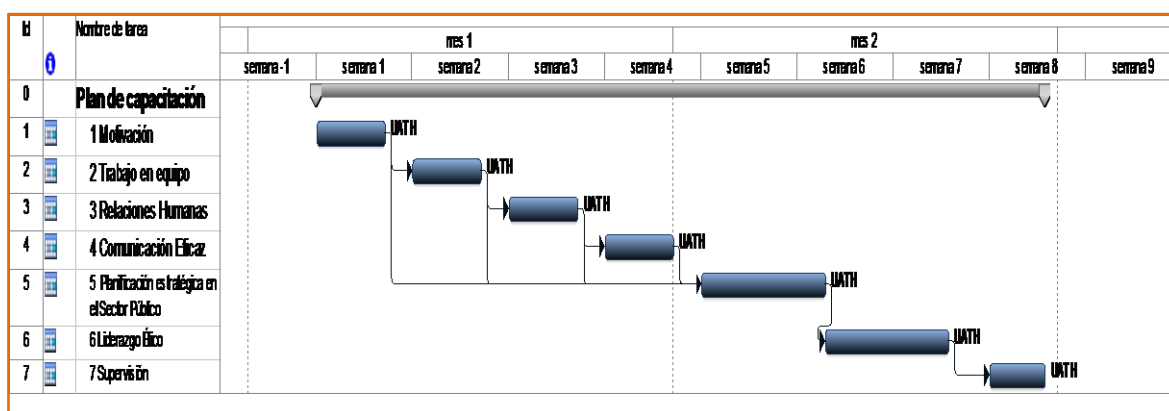 Id Nombre de tarea
mes 1 mes 2
semana -1 semana 1 semana 2 semana 3 semana 4 semana 5 semana 6 semana 7 semana 8 semana 9
0 Plan de capacitación
1 1 Motivación UATH
2 2 Trabajo en equipo UATH
3 3 Relaciones Humanas UATH
4 4 Comunicación Eficaz UATH
5 5 Planificación estratégica en UATH
el Sector Público
6 6 Liderazgo Ético UATH
7 7 Supervisión UATH